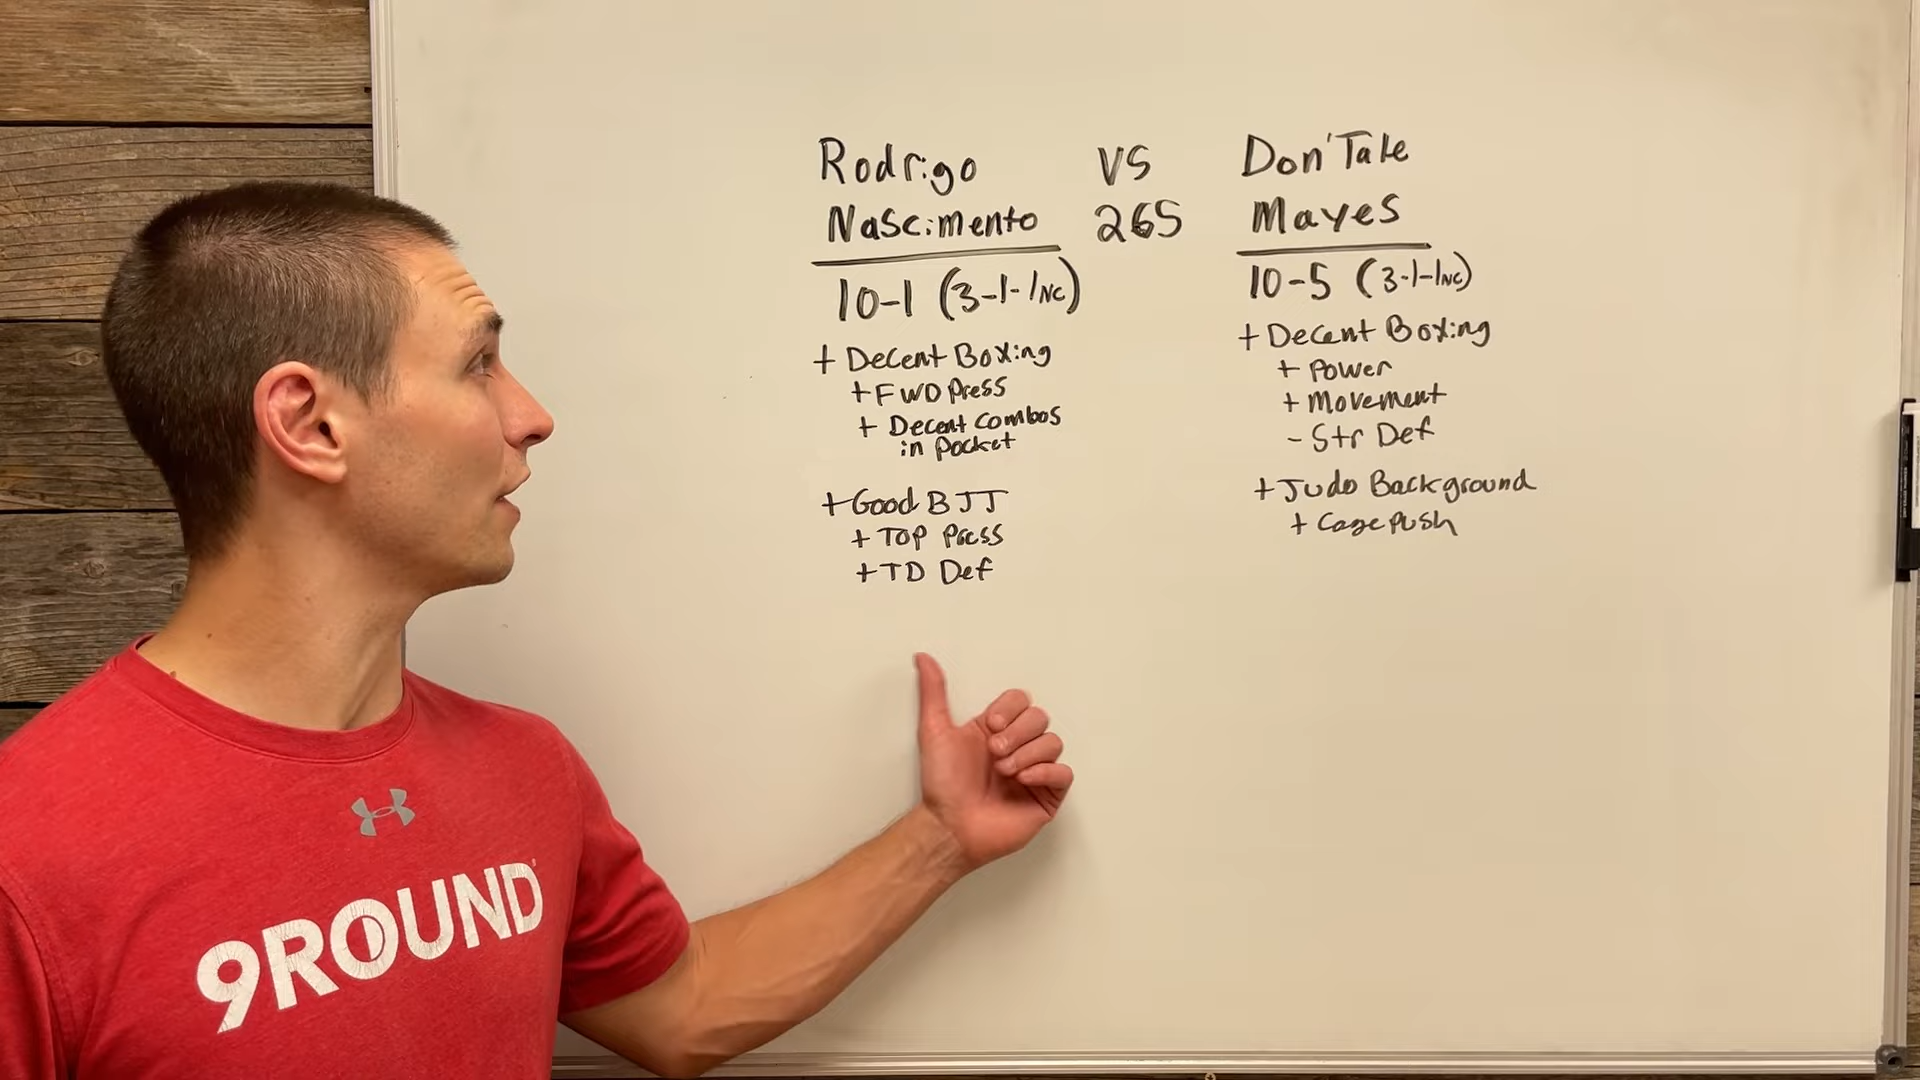 Rodrigo
Nascimento
VS
265
Don'Tale
Mayes
10-1 (3-1-1NC)
+ Decent Boxing
+ FWD Press
+ Decent Combos
in Pocket
+ Good BJJ
+ Top Press
+ TD Def
10-5 (3-1-1NC)
+ Decent Boxing
+ Power
+ Movement
- Str Def
+ Judo Background
+ Cage push
9ROUND